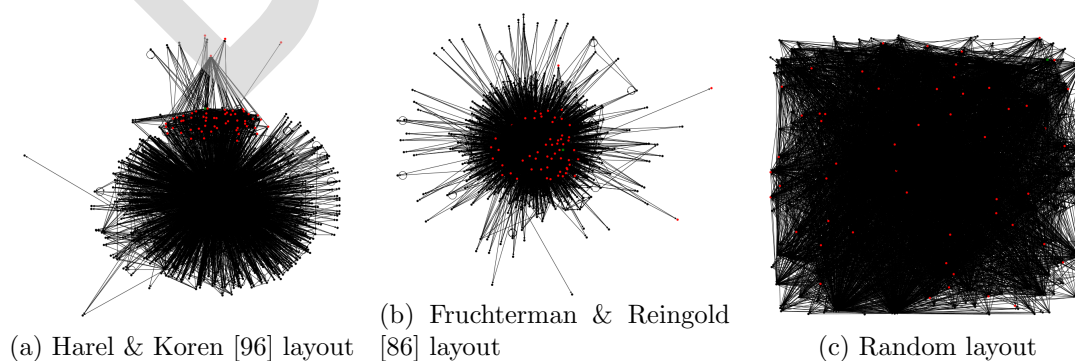 (a) Harel & Koren [96] layout
(b) Fruchterman & Reingold
[86] layout
(c) Random layout